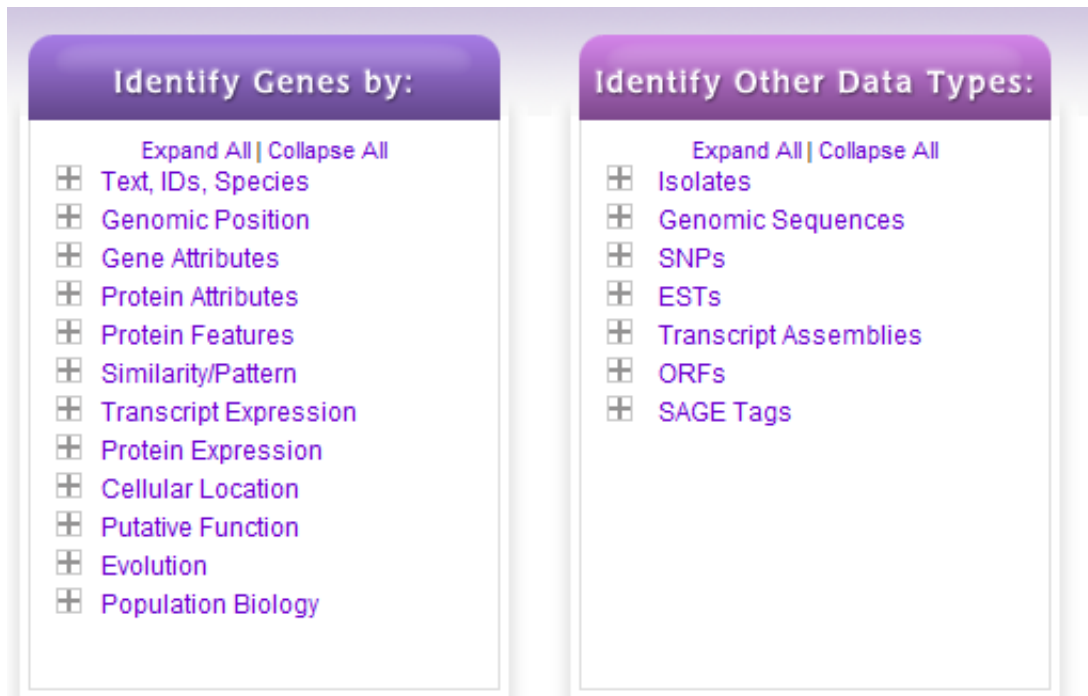 Identify Genes by:
Expand All | Collapse All
Text, IDs, Species
Genomic Position
Gene Attributes
Protein Attributes
Protein Features
Similarity/Pattern
Transcript Expression
Protein Expression
Cellular Location
Putative Function
Evolution
Population Biology
Identify Other Data Types:
Expand All | Collapse All
Isolates
Genomic Sequences
SNPs
ESTs
Transcript Assemblies
ORFs
SAGE Tags